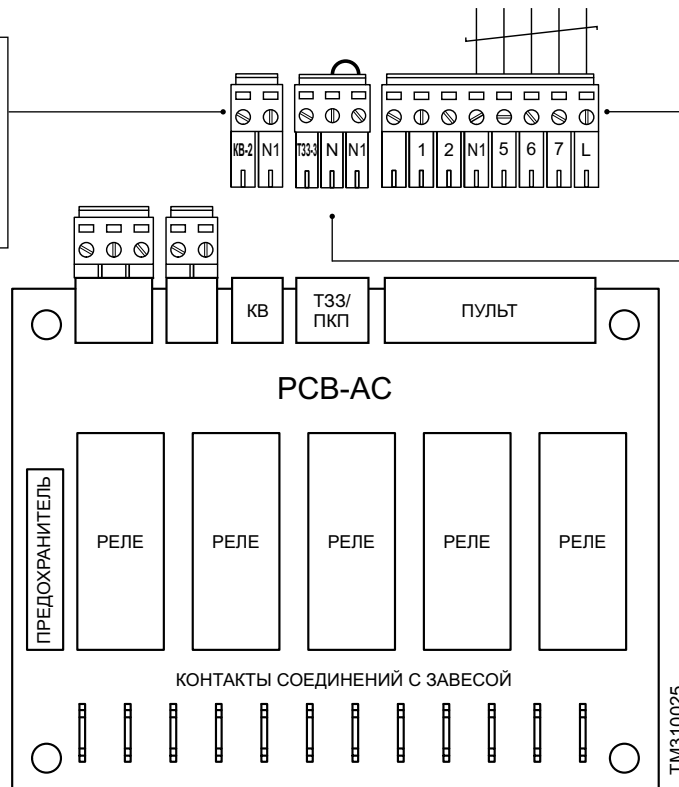 КВ-2 N1 ТЗЗ-3 N N1 1 2 N1 5 6 7 L
КВ
ТЗЗ/
ПКП
ПУЛЬТ
PCB-AC
ПРЕДОХРАНИТЕЛЬ
РЕЛЕ РЕЛЕ РЕЛЕ РЕЛЕ РЕЛЕ
КОНТАКТЫ СОЕДИНЕНИЙ С ЗАВЕСОЙ
TM310025